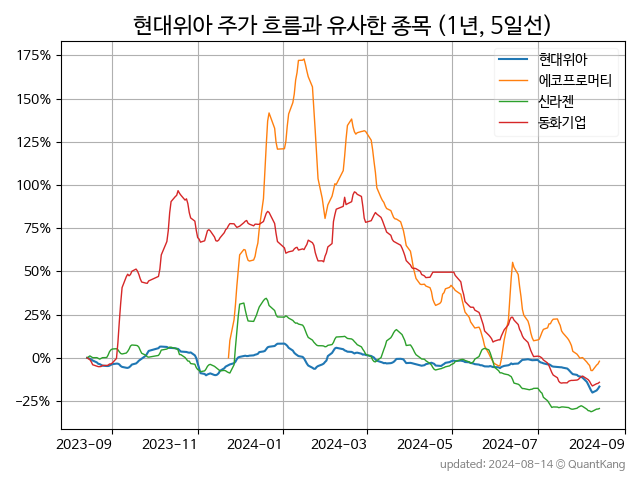 현대위아 주가 흐름과 유사한 종목 (1년, 5일선)
175%
150%
125%
100%
75%
50%
25%
0%
−25%
현대위아
에코프로머티
신라젠
동화기업
2023-09
2023-11
2024-01
2024-03
2024-05
2024-07
2024-09
updated: 2024-08-14 © QuantKang